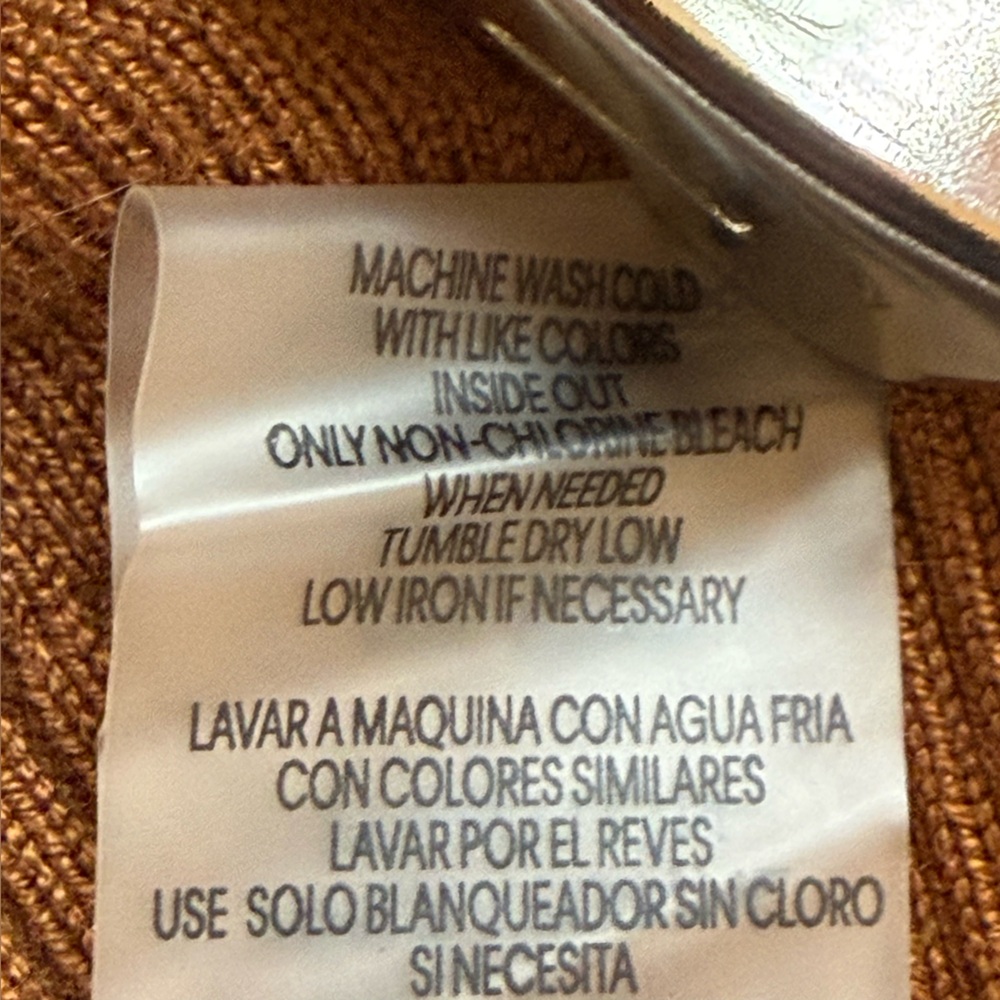 MACHINE WASH COLD
WITH LIKE COLORS
INSIDE OUT
ONLY NON-CHLORINE BLEACH
WHEN NEEDED
TUMBLE DRY LOW
LOW IRON IF NECESSARY
LAVAR A MAQUINA CON AGUA FRIA
CON COLORES SIMILARES
LAVAR POR EL REVES
USE SOLO BLANQUEADOR SIN CLORO
SI NECESITA